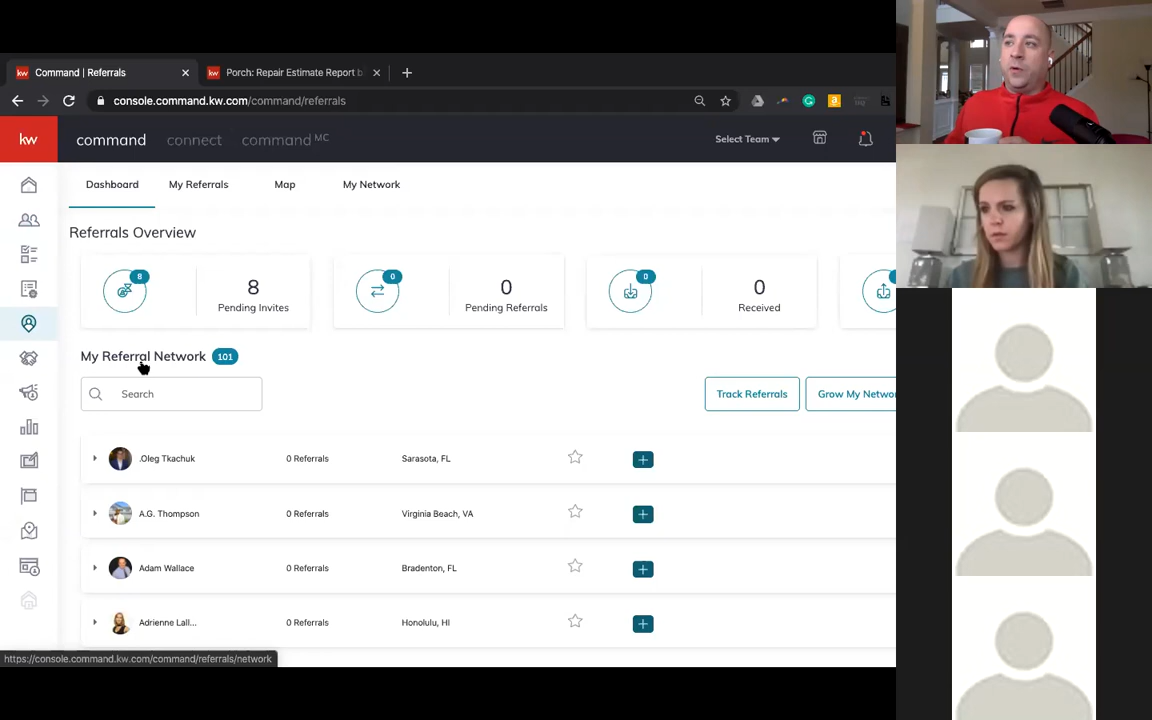 kw Command | Referrals × kw Porch: Repair Estimate Report b × +
console.command.kw.com/command/referrals
kw command connect command MC Select Team
Dashboard My Referrals Map My Network
Referrals Overview
8 0 0
8 0 0
Pending Invites Pending Referrals Received
My Referral Network 101
Search Track Referrals Grow My Networ
.Oleg Tkachuk 0 Referrals Sarasota, FL +
A.G. Thompson 0 Referrals Virginia Beach, VA +
Adam Wallace 0 Referrals Bradenton, FL +
Adrienne Lall... 0 Referrals Honolulu, HI +
https://console.command.kw.com/command/referrals/network